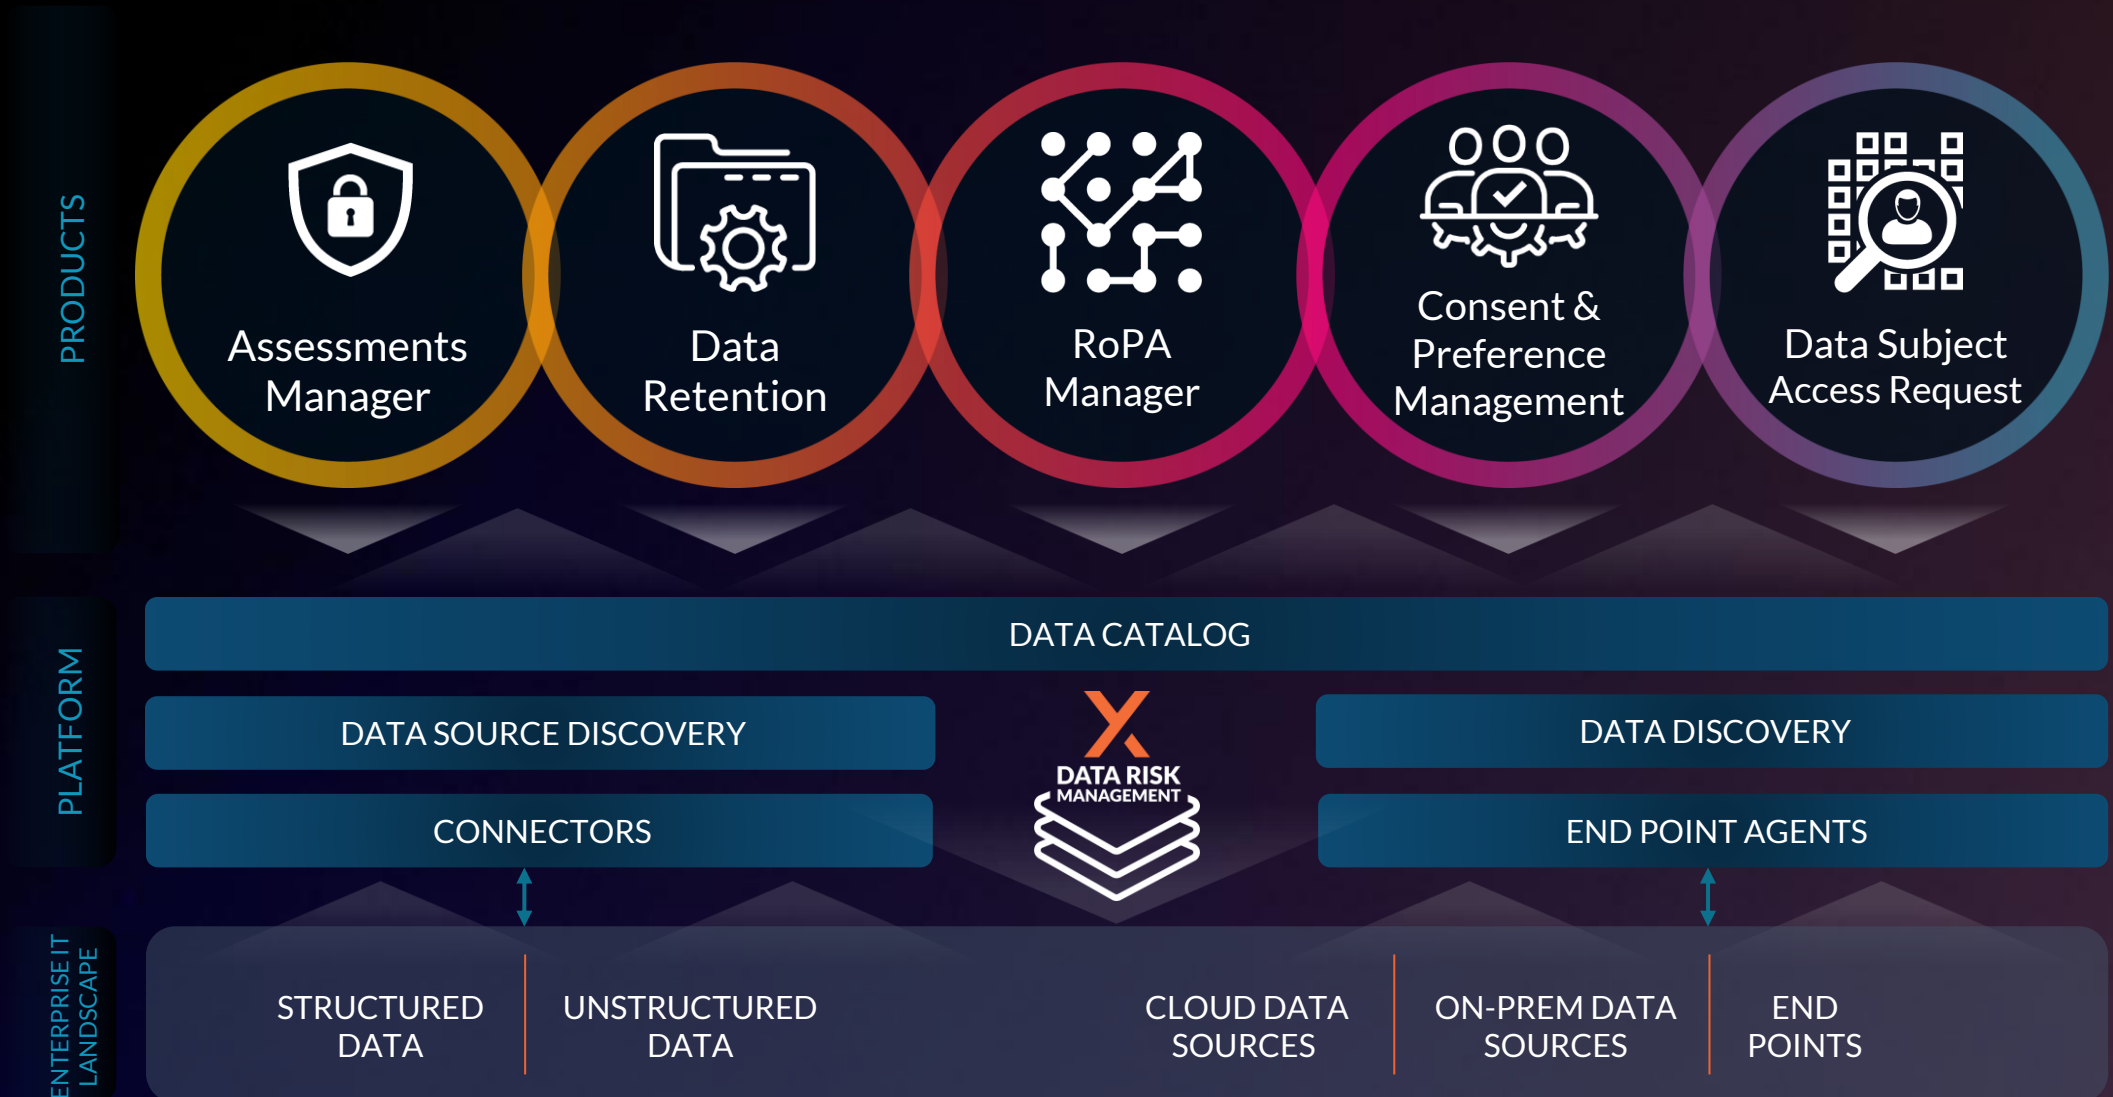 PRODUCTS
Assessments
Manager
Data
Retention
RoPA
Manager
Consent &
Preference
Management
Data Subject
Access Request
PLATFORM
DATA CATALOG
DATA SOURCE DISCOVERY
DATA RISK
MANAGEMENT
DATA DISCOVERY
CONNECTORS
END POINT AGENTS
ENTERPRISE IT
LANDSCAPE
STRUCTURED
DATA
UNSTRUCTURED
DATA
CLOUD DATA
SOURCES
ON-PREM DATA
SOURCES
END
POINTS